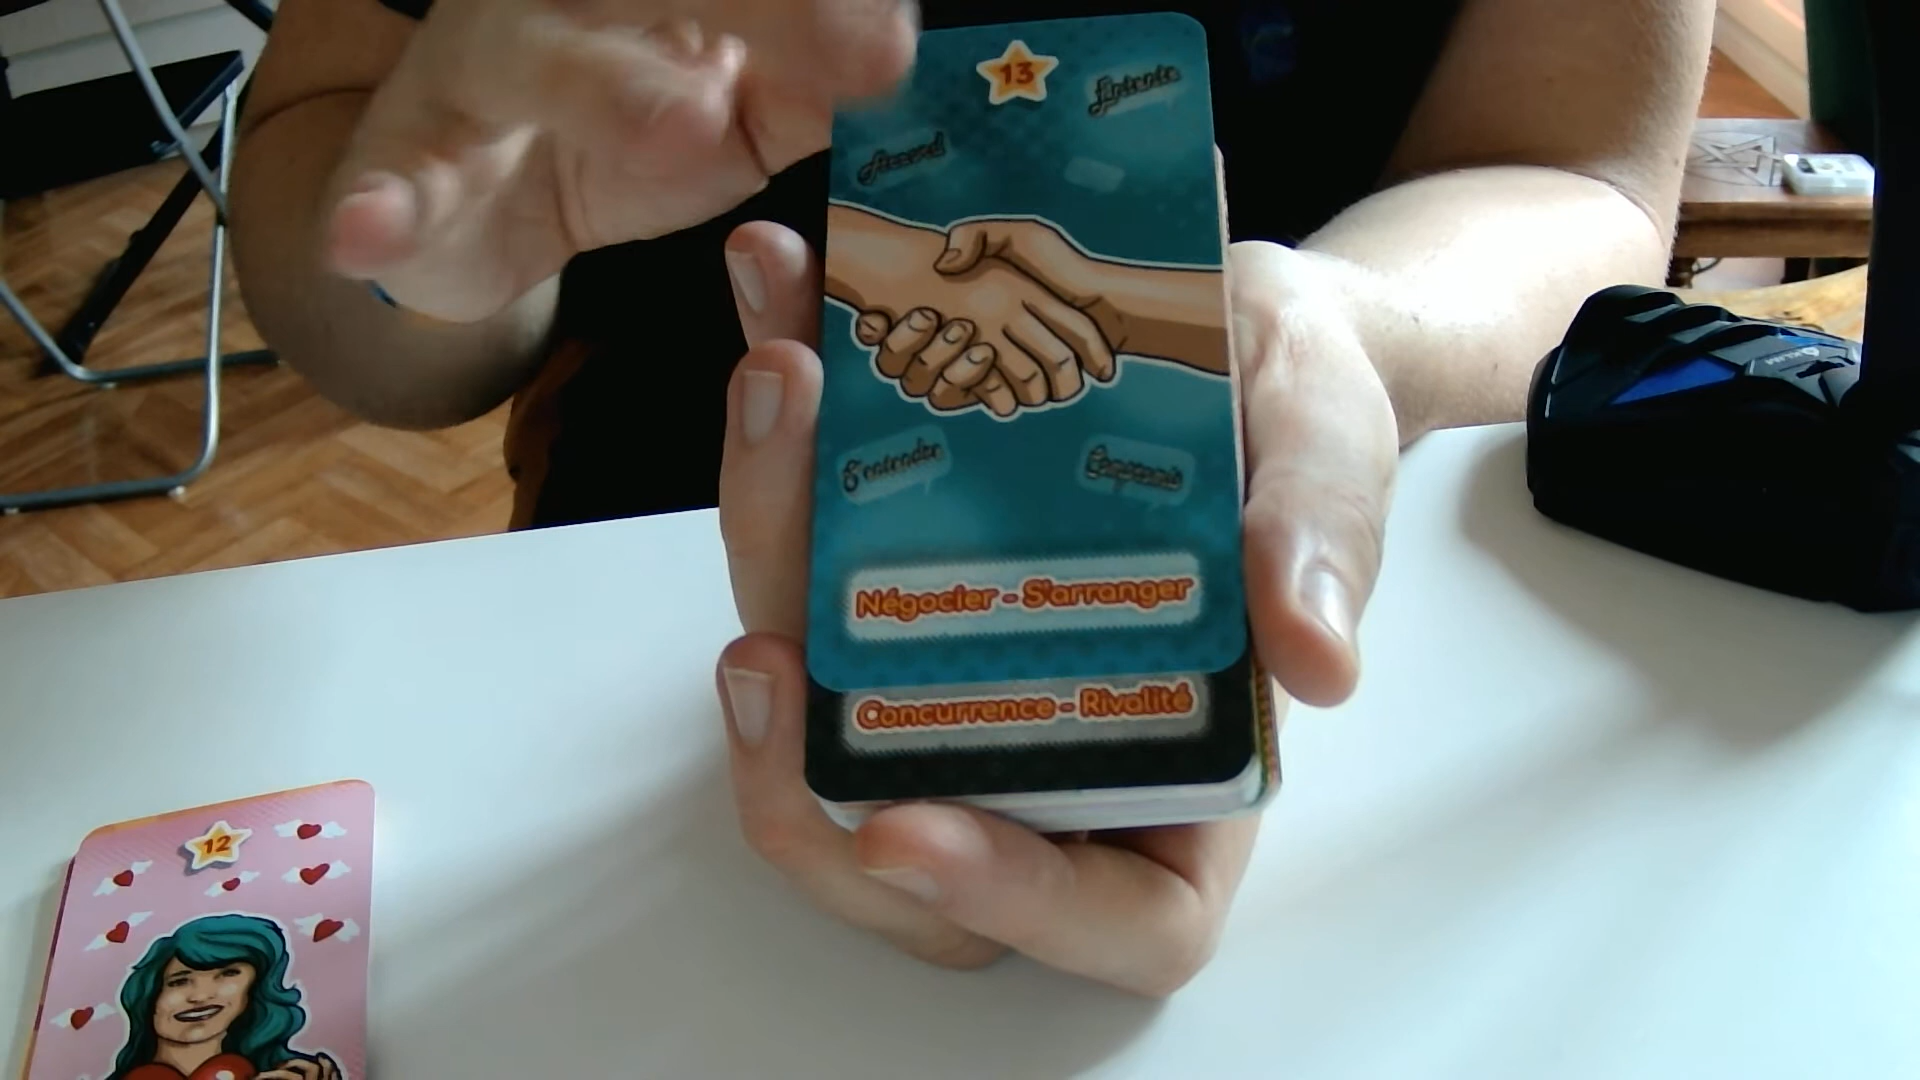 13
Entente
Accord
S'entendre
Compromis
Négocier - S'arranger
Concurrence - Rivalité
12